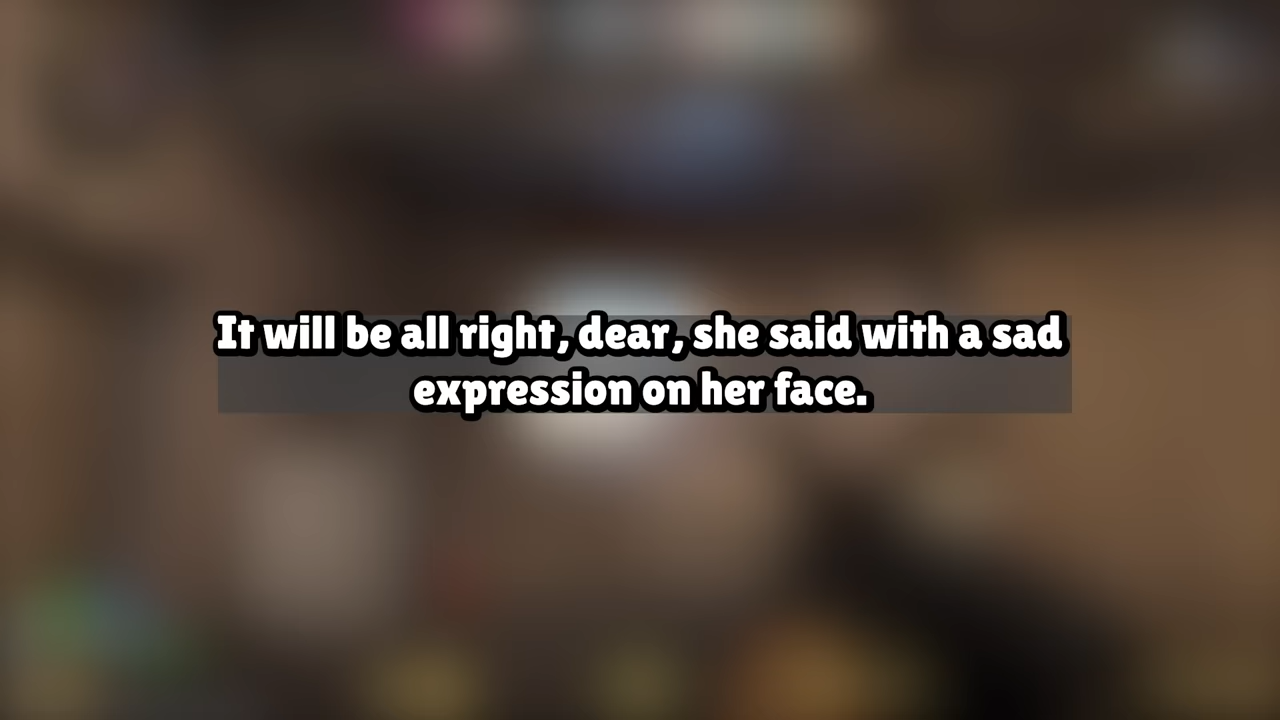 It will be all right, dear, she said with a sad
expression on her face.